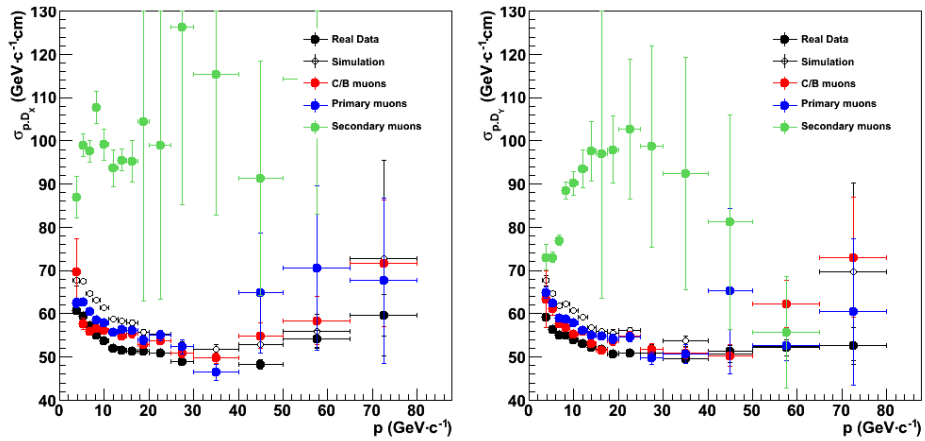 130
120
110
100
90
80
70
60
50
40
σp.DX (GeV·c-1·cm)
Real Data
Simulation
C/B muons
Primary muons
Secondary muons
0 10 20 30 40 50 60 70 80
p (GeV·c-1)
130
120
110
100
90
80
70
60
50
40
σp.DY (GeV·c-1·cm)
Real Data
Simulation
C/B muons
Primary muons
Secondary muons
0 10 20 30 40 50 60 70 80
p (GeV·c-1)